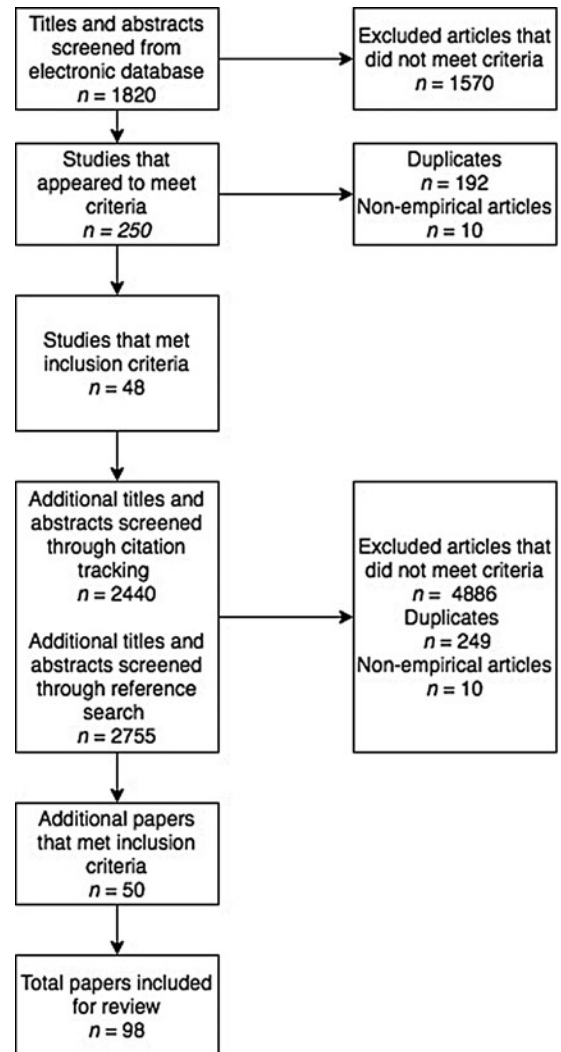 Titles and abstracts
screened from
electronic database
n = 1820
Excluded articles that
did not meet criteria
n = 1570
Studies that
appeared to meet
criteria
n = 250
Duplicates
n = 192
Non-empirical articles
n = 10
Studies that met
inclusion criteria
n = 48
Additional titles and
abstracts screened
through citation
tracking
n = 2440
Additional titles and
abstracts screened
through reference
search
n = 2755
Excluded articles that
did not meet criteria
n = 4886
Duplicates
n = 249
Non-empirical articles
n = 10
Additional papers
that met inclusion
criteria
n = 50
Total papers included
for review
n = 98